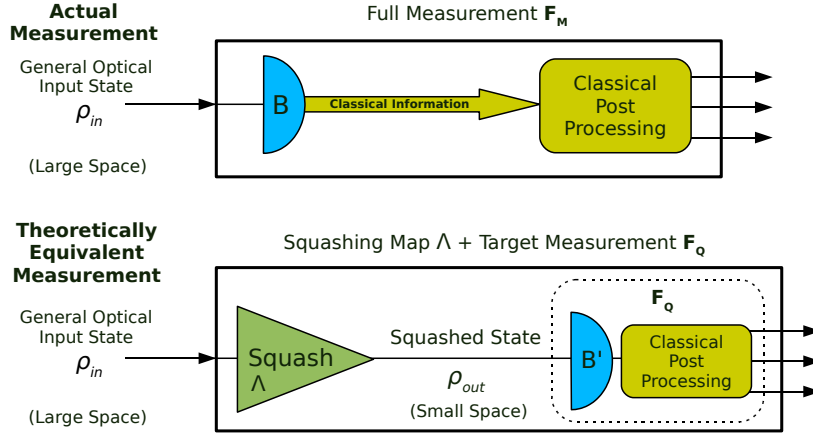 Actual
Measurement
Full Measurement F_M
General Optical
Input State
ρ_in
(Large Space)
B
Classical Information
Classical
Post
Processing
Theoretically
Equivalent
Measurement
Squashing Map Λ + Target Measurement F_Q
General Optical
Input State
ρ_in
(Large Space)
Squash
Λ
Squashed State
ρ_out
(Small Space)
F_Q
B'
Classical
Post
Processing